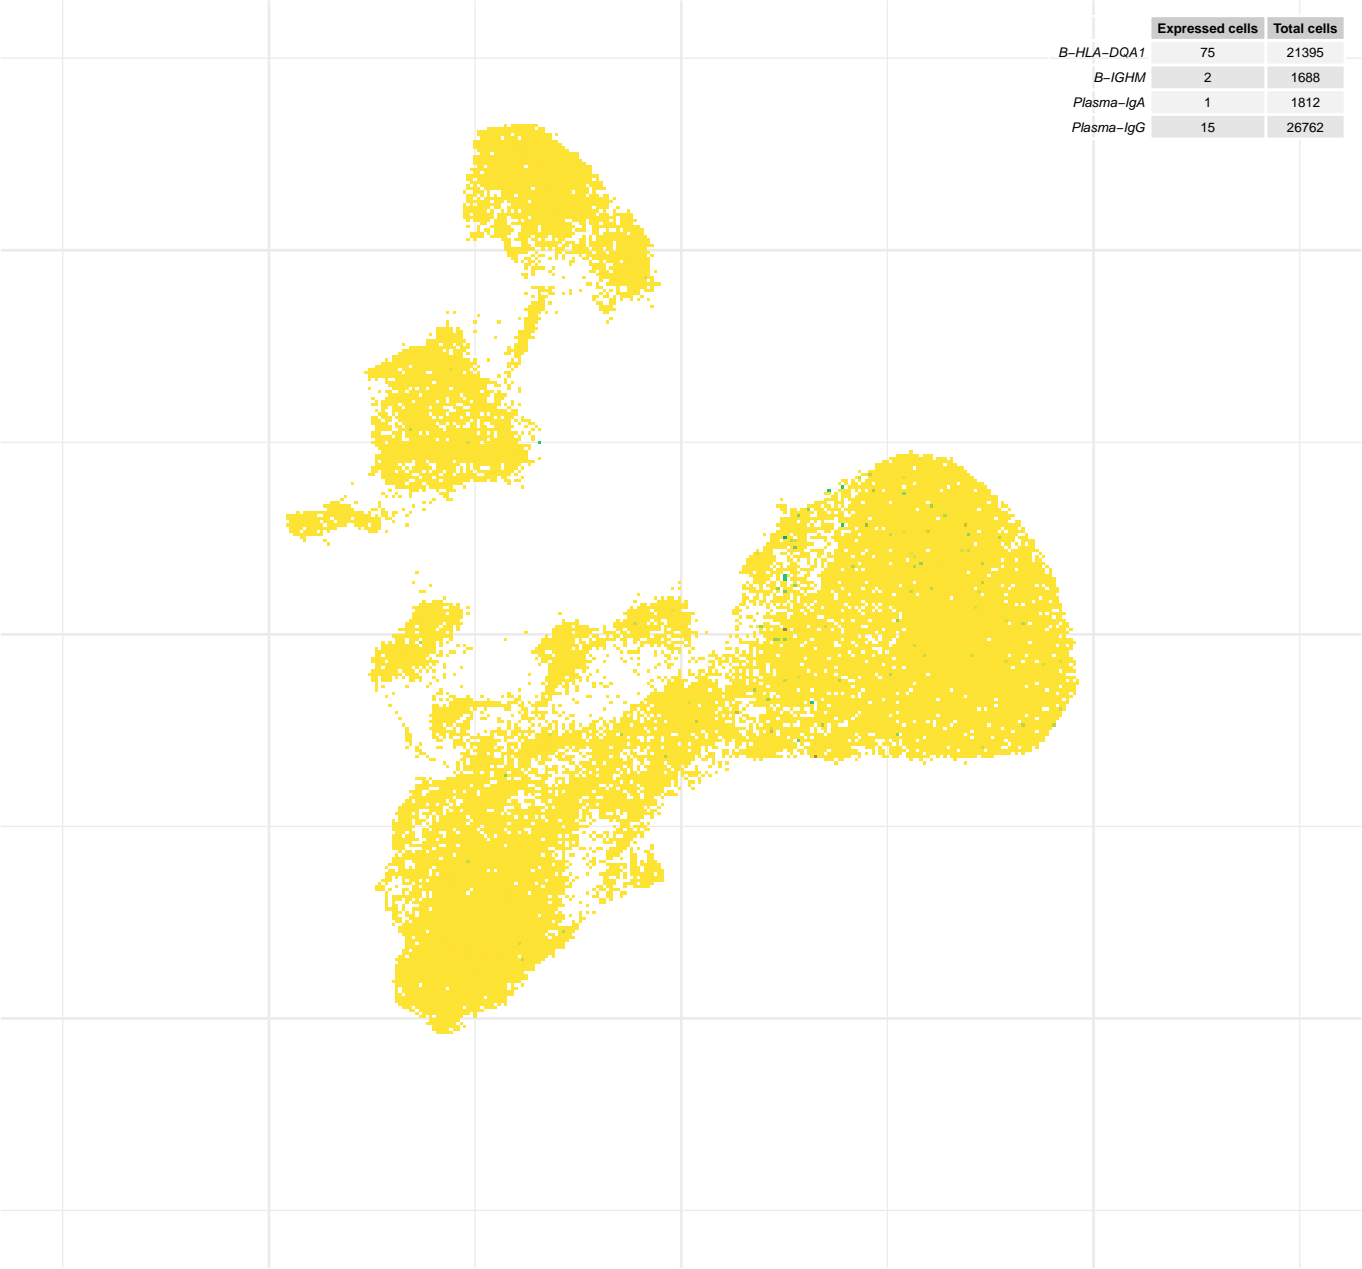 Expressed cells Total cells
B−HLA−DQA1 75 21395
B−IGHM 2 1688
Plasma−IgA 1 1812
Plasma−IgG 15 26762